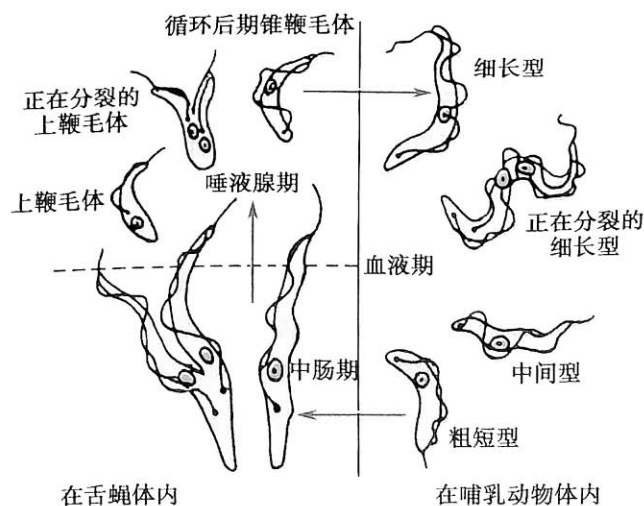 循环后期锥鞭毛体
细长型
正在分裂的
上鞭毛体
上鞭毛体
唾液腺期
正在分裂的
细长型
血液期
中肠期
中间型
粗短型
在舌蝇体内
在哺乳动物体内